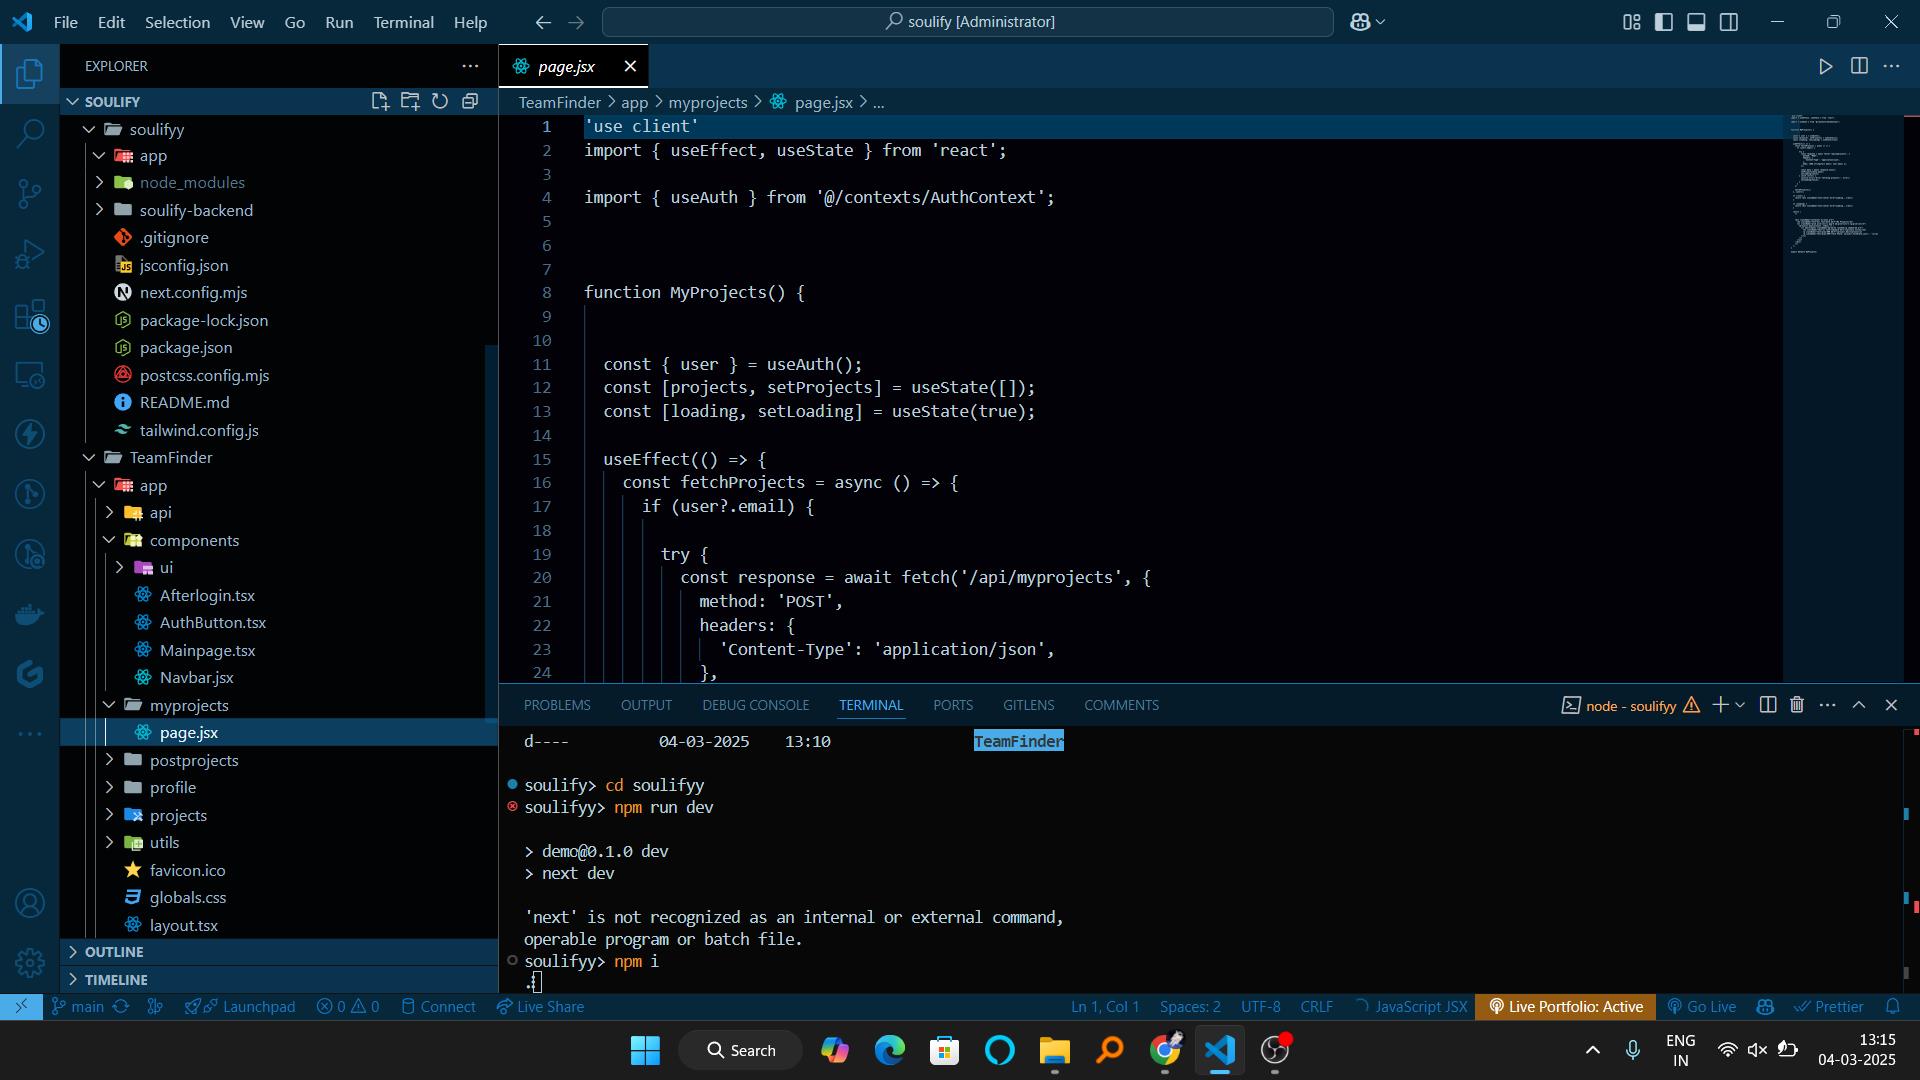 File Edit Selection View Go Run Terminal Help
soulify [Administrator]
EXPLORER
SOULIFY
soulifyy
app
node_modules
soulify-backend
.gitignore
jsconfig.json
next.config.mjs
package-lock.json
package.json
postcss.config.mjs
README.md
tailwind.config.js
TeamFinder
app
api
components
ui
Afterlogin.tsx
AuthButton.tsx
Mainpage.tsx
Navbar.jsx
myprojects
page.jsx
postprojects
profile
projects
utils
favicon.ico
globals.css
layout.tsx
OUTLINE
TIMELINE
page.jsx
TeamFinder > app > myprojects > page.jsx > ...
1 'use client'
2 import { useEffect, useState } from 'react';
3
4 import { useAuth } from '@/contexts/AuthContext';
5
6
7
8 function MyProjects() {
9
10
11 const { user } = useAuth();
12 const [projects, setProjects] = useState([]);
13 const [loading, setLoading] = useState(true);
14
15 useEffect(() => {
16 const fetchProjects = async () => {
17 if (user?.email) {
18
19 try {
20 const response = await fetch('/api/myprojects', {
21 method: 'POST',
22 headers: {
23 'Content-Type': 'application/json',
24 },
PROBLEMS OUTPUT DEBUG CONSOLE TERMINAL PORTS GITLENS COMMENTS
node - soulifyy
d---- 04-03-2025 13:10 TeamFinder
soulify> cd soulifyy
soulifyy> npm run dev
> demo@0.1.0 dev
> next dev
'next' is not recognized as an internal or external command,
operable program or batch file.
soulifyy> npm i
main Launchpad 0 0 Connect Live Share
Ln 1, Col 1 Spaces: 2 UTF-8 CRLF JavaScript JSX Live Portfolio: Active Go Live Prettier
Search
ENG
IN
13:15
04-03-2025